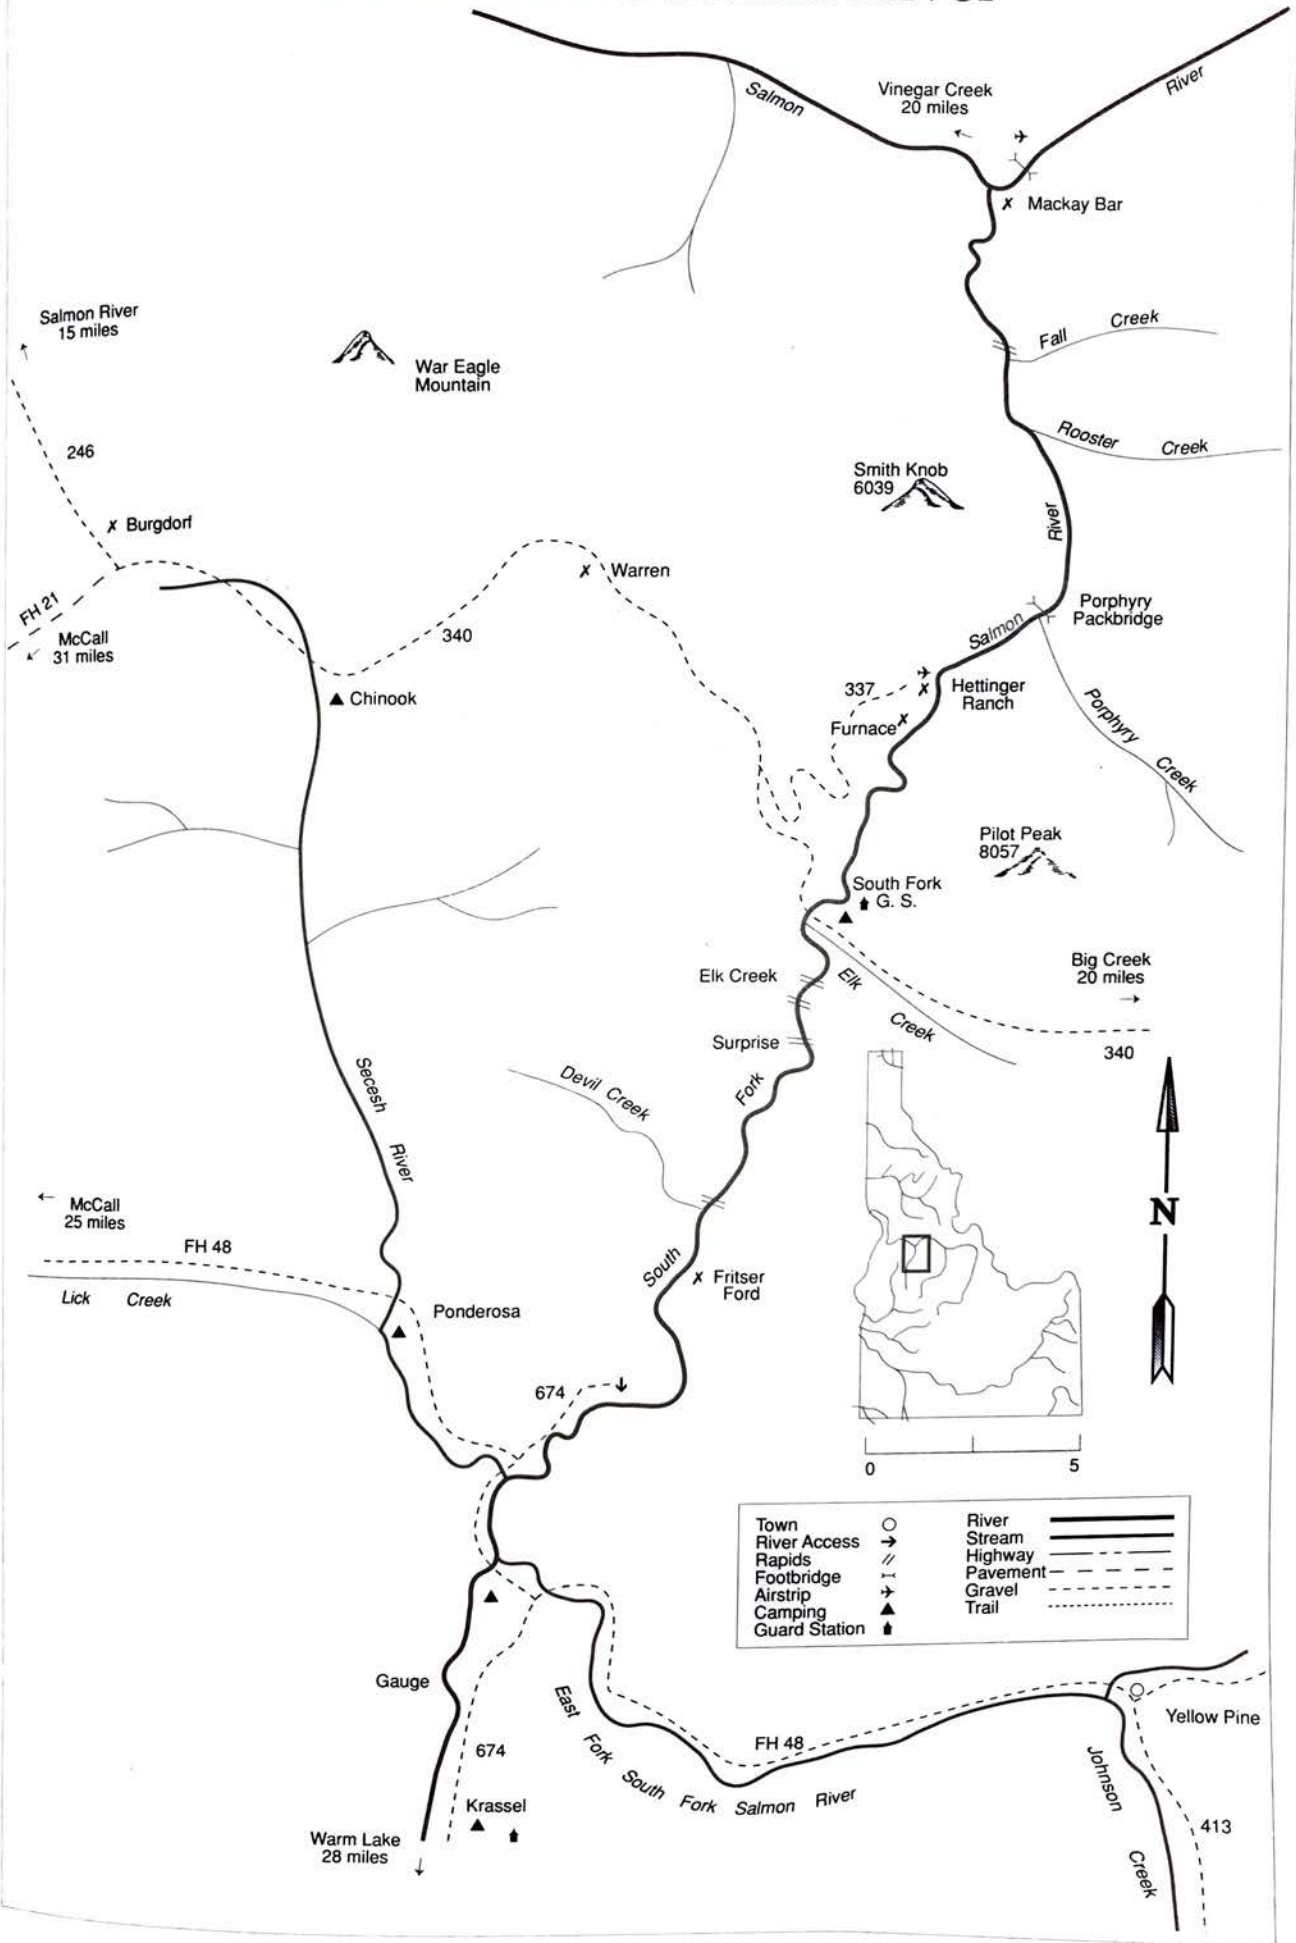 Salmon
River
Vinegar Creek
20 miles
Mackay Bar
Salmon River
15 miles
War Eagle
Mountain
Fall Creek
246
Rooster Creek
Smith Knob
6039
Burgdorf
River
Warren
FH 21
McCall
31 miles
340
Porphyry
Packbridge
Salmon
Chinook
337
Hettinger
Ranch
Furnace
Porphyry
Creek
Pilot Peak
8057
South Fork
G. S.
Elk Creek
Elk
Creek
Big Creek
20 miles
Surprise
340
Secesh
River
Devil Creek
Fork
McCall
25 miles
N
FH 48
South
Fritser
Ford
Lick Creek
Ponderosa
674
0 5
Town
River Access
Rapids
Footbridge
Airstrip
Camping
Guard Station
River
Stream
Highway
Pavement
Gravel
Trail
Gauge
East Fork South Fork Salmon River
FH 48
Yellow Pine
674
Johnson
Creek
Krassel
413
Warm Lake
28 miles